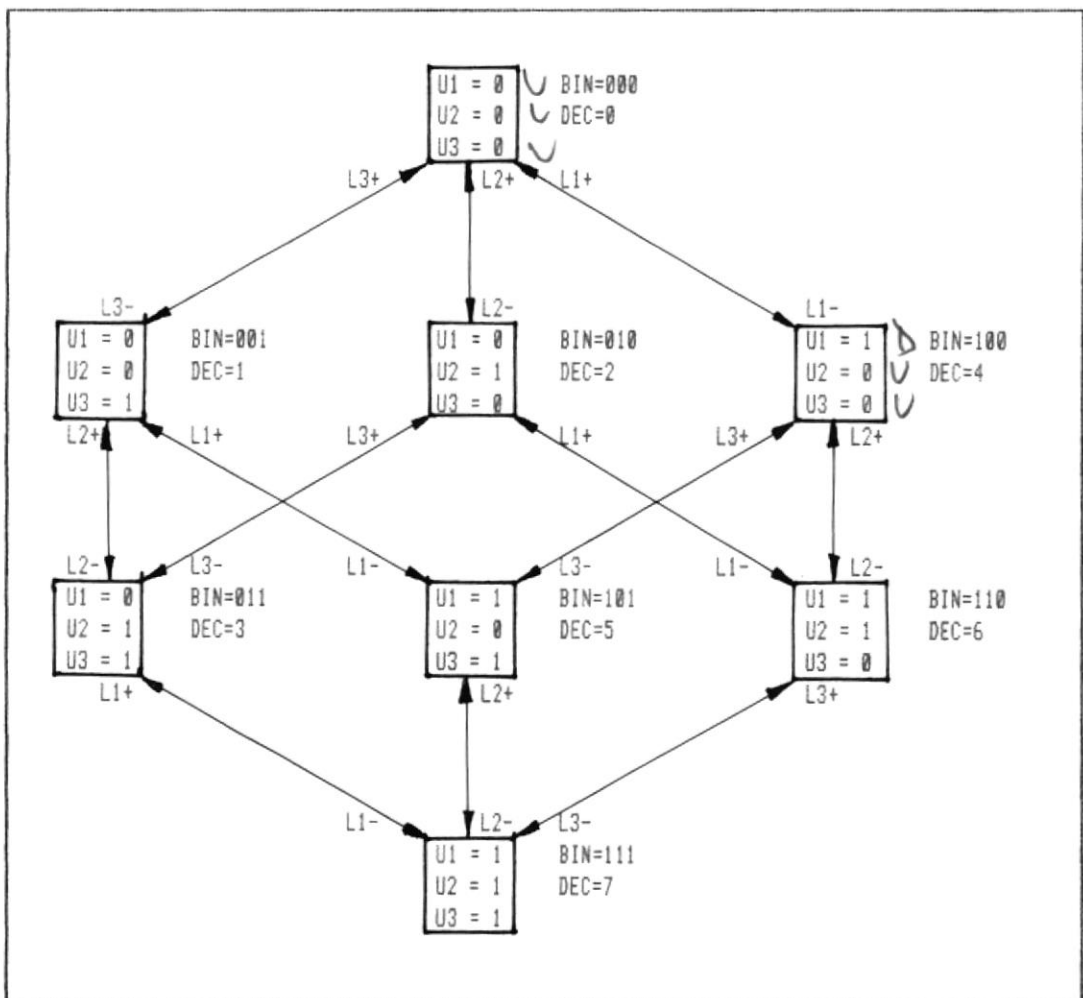 U1 = 0 BIN=000
U2 = 0 DEC=0
U3 = 0
L3+ L2+ L1+
L3- L2- L1-
U1 = 0 BIN=001 U1 = 0 BIN=010 U1 = 1 BIN=100
U2 = 0 DEC=1 U2 = 1 DEC=2 U2 = 0 DEC=4
U3 = 1 U3 = 0 U3 = 0
L2+ L1+ L3+ L1+ L3+ L2+
L2- L3- L1- L3- L1- L2-
U1 = 0 BIN=011 U1 = 1 BIN=101 U1 = 1 BIN=110
U2 = 1 DEC=3 U2 = 0 DEC=5 U2 = 1 DEC=6
U3 = 1 U3 = 1 U3 = 0
L1+ L2+ L3+
L1- L2- L3-
U1 = 1 BIN=111
U2 = 1 DEC=7
U3 = 1